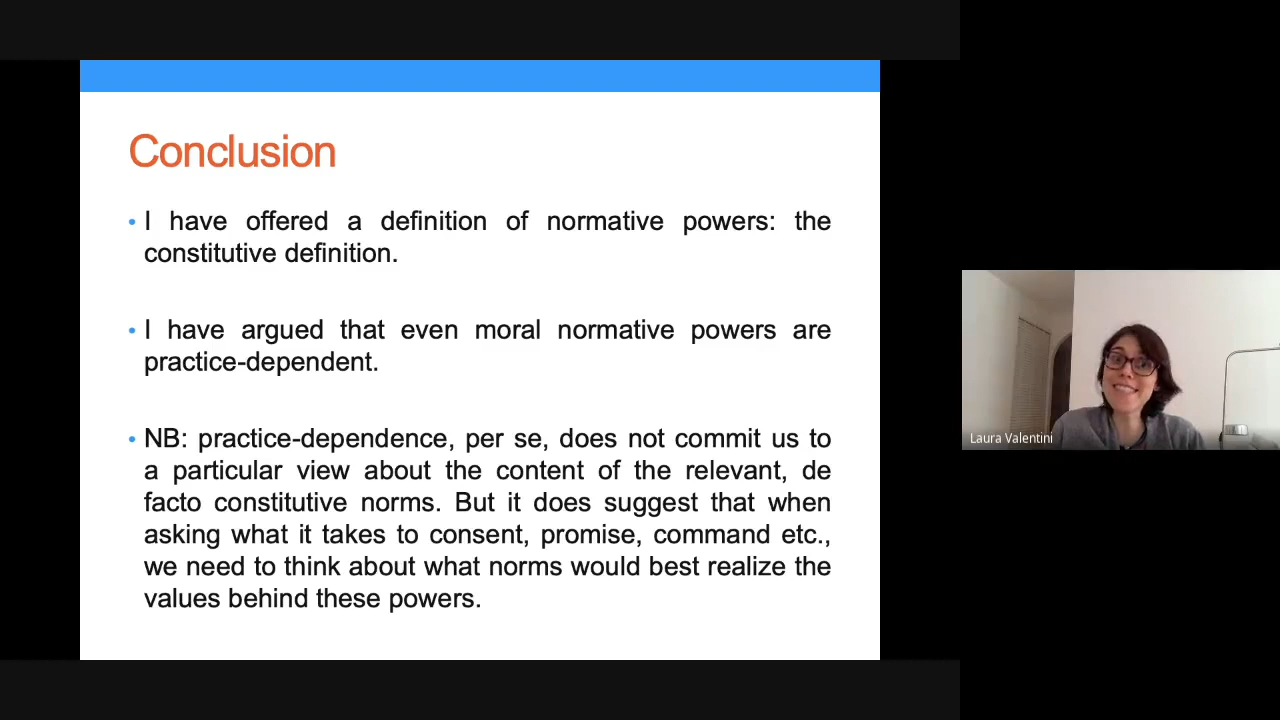 Conclusion
• I have offered a definition of normative powers: the
constitutive definition.
• I have argued that even moral normative powers are
practice-dependent.
• NB: practice-dependence, per se, does not commit us to
a particular view about the content of the relevant, de
facto constitutive norms. But it does suggest that when
asking what it takes to consent, promise, command etc.,
we need to think about what norms would best realize the
values behind these powers.
Laura Valentini